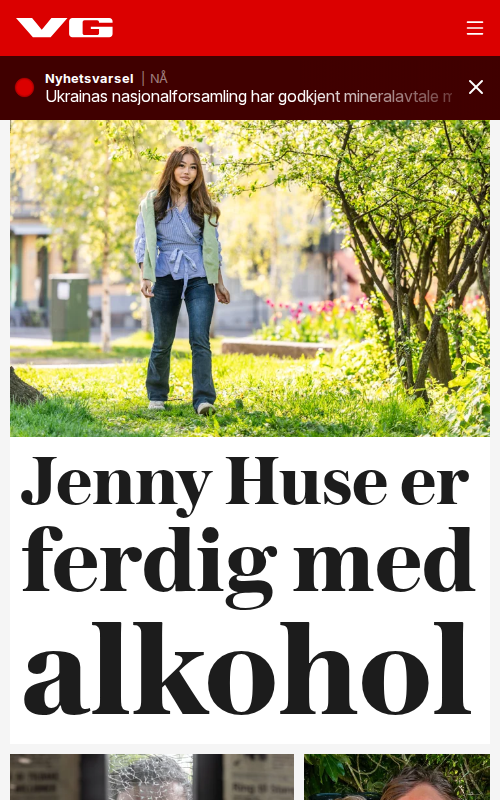 VG
Nyhetsvarsel | NÅ
Ukrainas nasjonalforsamling har godkjent mineralavtale
Jenny Huse er
ferdig med
alkohol